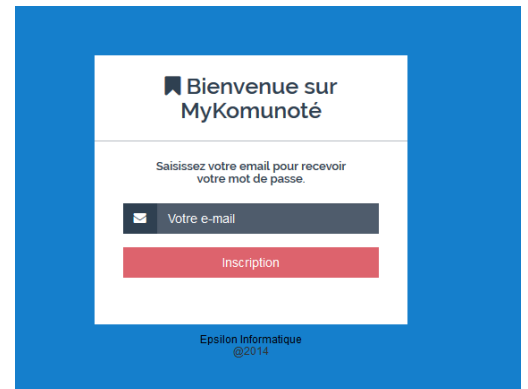 Bienvenue sur
MyKomunoté
Saisissez votre email pour recevoir
votre mot de passe.
Votre e-mail
Inscription
Epsilon Informatique
@2014